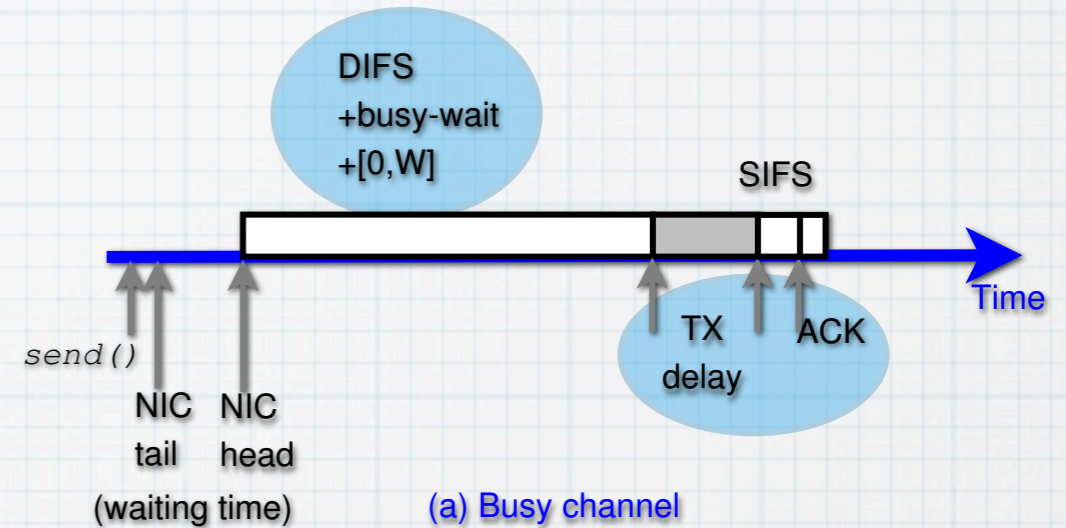 DIFS
+busy-wait
+[0,W]
SIFS
Time
TX
delay
ACK
send()
NIC
tail
NIC
head
(waiting time)
(a) Busy channel